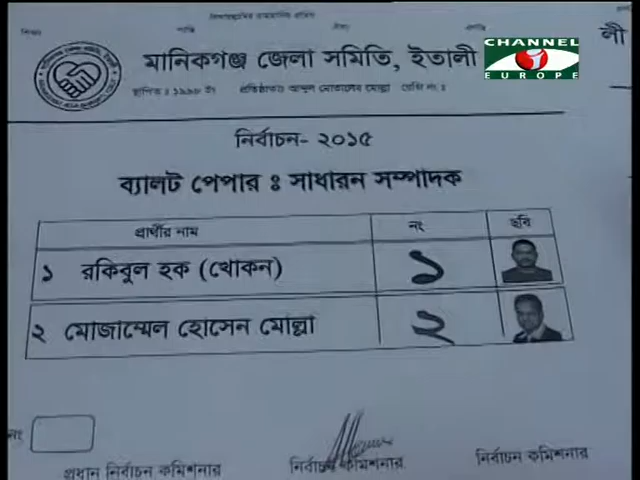 মানিকগঞ্জ জেলা সমিতি, ইতালী
CHANNEL
i
EUROPE
নির্বাচন- ২০১৫
ব্যালট পেপার ঃ সাধারন সম্পাদক
প্রার্থীর নাম নং ছবি
১ রকিবুল হক (খোকন) ১
২ মোজাম্মেল হোসেন মোল্লা ২
নং
প্রধান নির্বাচন কমিশনার নির্বাচন কমিশনার নির্বাচন কমিশনার